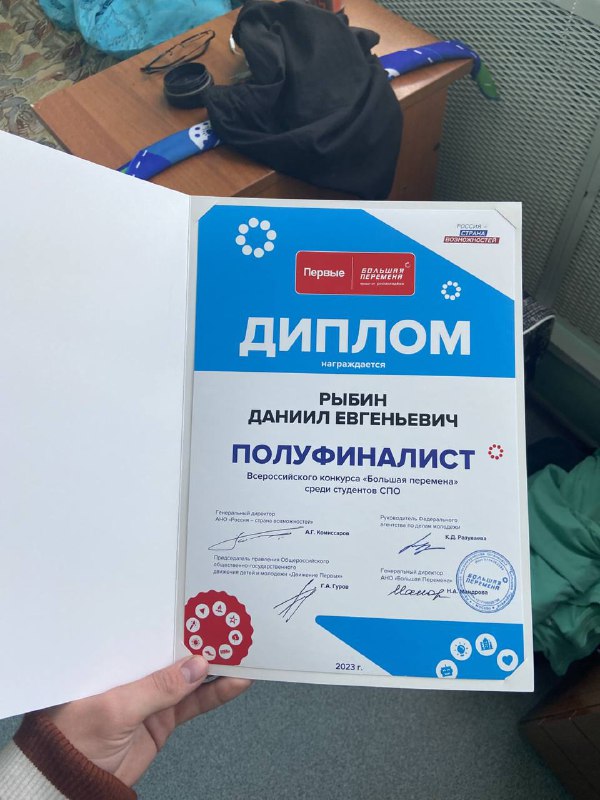 РОССИЯ –
СТРАНА
ВОЗМОЖНОСТЕЙ
Первые
БОЛЬШАЯ
ПЕРЕМЕНА
ДИПЛОМ
награждается
РЫБИН
ДАНИИЛ ЕВГЕНЬЕВИЧ
ПОЛУФИНАЛИСТ
Всероссийского конкурса «Большая перемена»
среди студентов СПО
Генеральный директор
АНО «Россия – страна возможностей»
А.Г. Комиссаров
Руководитель Федерального
агентства по делам молодежи
К.Д. Разуваева
Председатель правления Общероссийского
общественно-государственного
движения детей и молодежи «Движение Первых»
Г.А. Гуров
Генеральный директор
АНО «Большая Перемена»
Н.А. Мандрова
БОЛЬШАЯ
ПЕРЕМЕНА
2023 г.